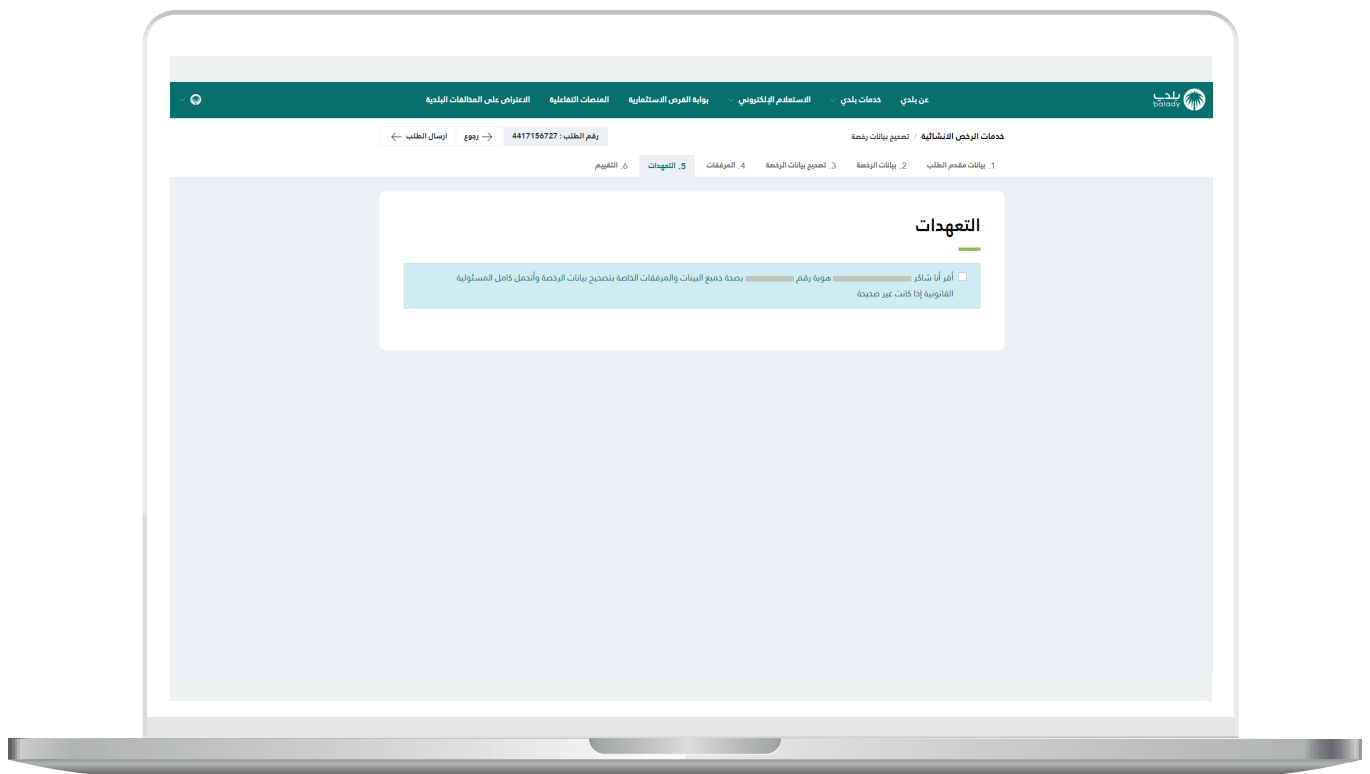 بلدي
balady
عن بلدي خدمات بلدي الاستعلام الإلكتروني بوابة الفرص الاستثمارية المنصات التفاعلية الاعتراض على المخالفات البلدية
خدمات الرخص الانشائية / تصحيح بيانات رخصة
رقم الطلب : 4417156727 رجوع ارسال الطلب
1. بيانات مقدم الطلب 2. بيانات الرخصة 3. تصحيح بيانات الرخصة 4. المرفقات 5. التعهدات 6. التقييم
التعهدات
أقر أنا شاكر هوية رقم بصحة جميع البينات والمرفقات الخاصة بتصحيح بيانات الرخصة وأتحمل كامل المسئولية
القانونية إذا كانت غير صحيحة